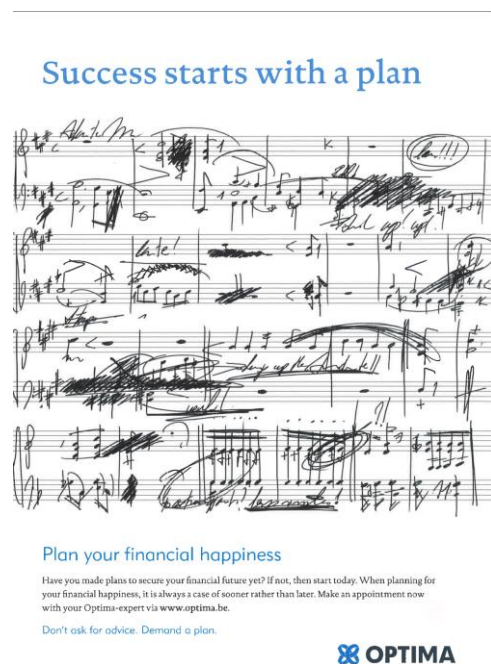 Success starts with a plan
Plan your financial happiness
Have you made plans to secure your financial future yet? If not, then start today. When planning for
your financial happiness, it is always a case of sooner rather than later. Make an appointment now
with your Optima-expert via www.optima.be.
Don't ask for advice. Demand a plan.
OPTIMA